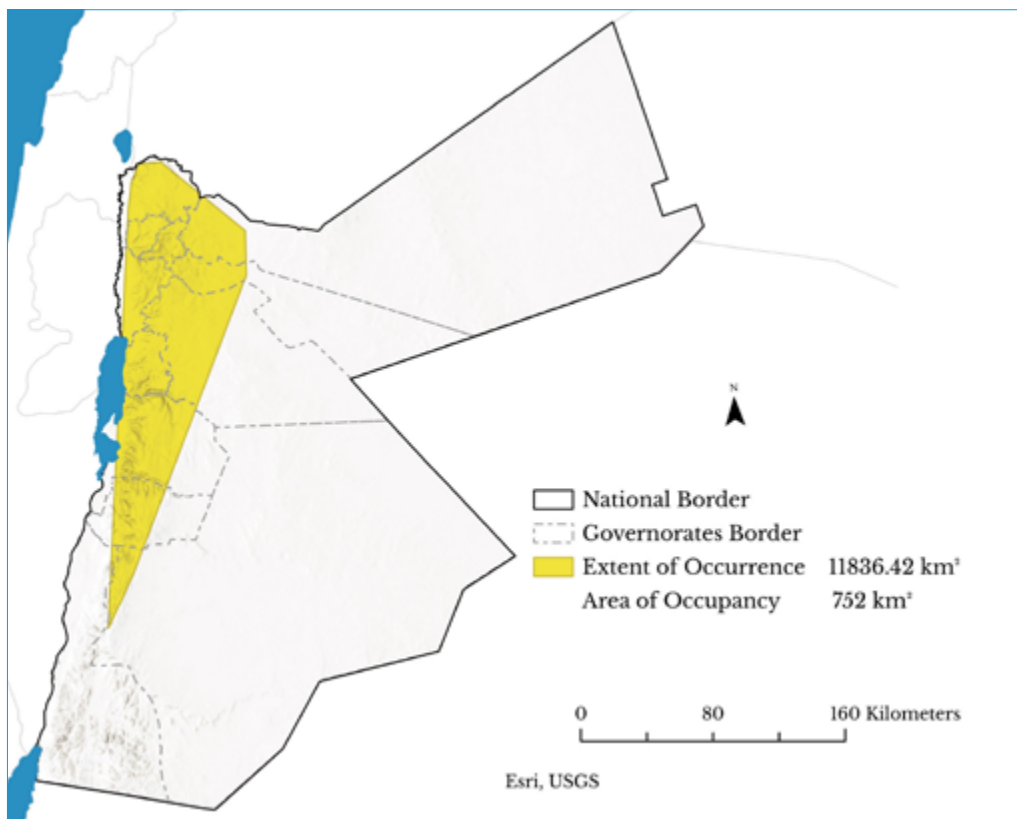 N
National Border
Governorates Border
Extent of Occurrence 11836.42 km²
Area of Occupancy 752 km²
0 80 160 Kilometers
Esri, USGS